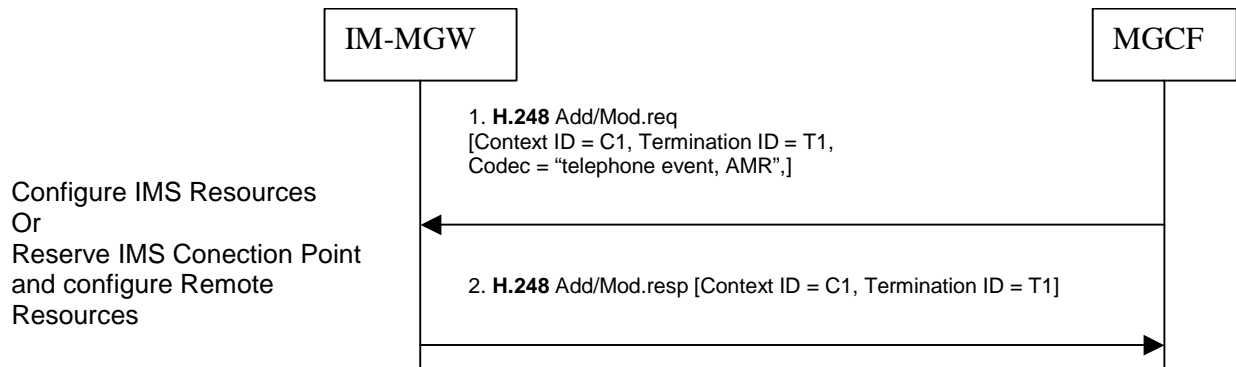 IM-MGW
MGCF
1. H.248 Add/Mod.req
[Context ID = C1, Termination ID = T1,
Codec = “telephone event, AMR”,]
Configure IMS Resources
Or
Reserve IMS Conection Point
and configure Remote
Resources
2. H.248 Add/Mod.resp [Context ID = C1, Termination ID = T1]